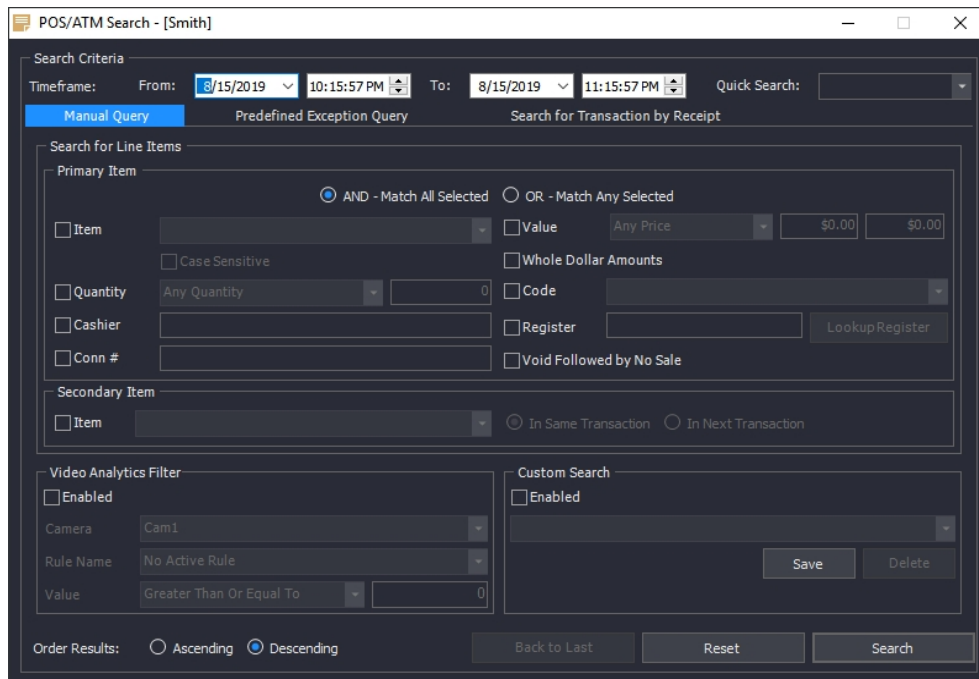 POS/ATM Search - [Smith]
Search Criteria
Timeframe: From: 8/15/2019 10:15:57 PM To: 8/15/2019 11:15:57 PM Quick Search:
Manual Query Predefined Exception Query Search for Transaction by Receipt
Search for Line Items
Primary Item
AND - Match All Selected OR - Match Any Selected
Item Value Any Price $0.00 $0.00
Case Sensitive Whole Dollar Amounts
Quantity Any Quantity 0 Code
Cashier Register Lookup Register
Conn # Void Followed by No Sale
Secondary Item
Item In Same Transaction In Next Transaction
Video Analytics Filter Custom Search
Enabled Enabled
Camera Cam1
Rule Name No Active Rule Save Delete
Value Greater Than Or Equal To 0
Order Results: Ascending Descending Back to Last Reset Search